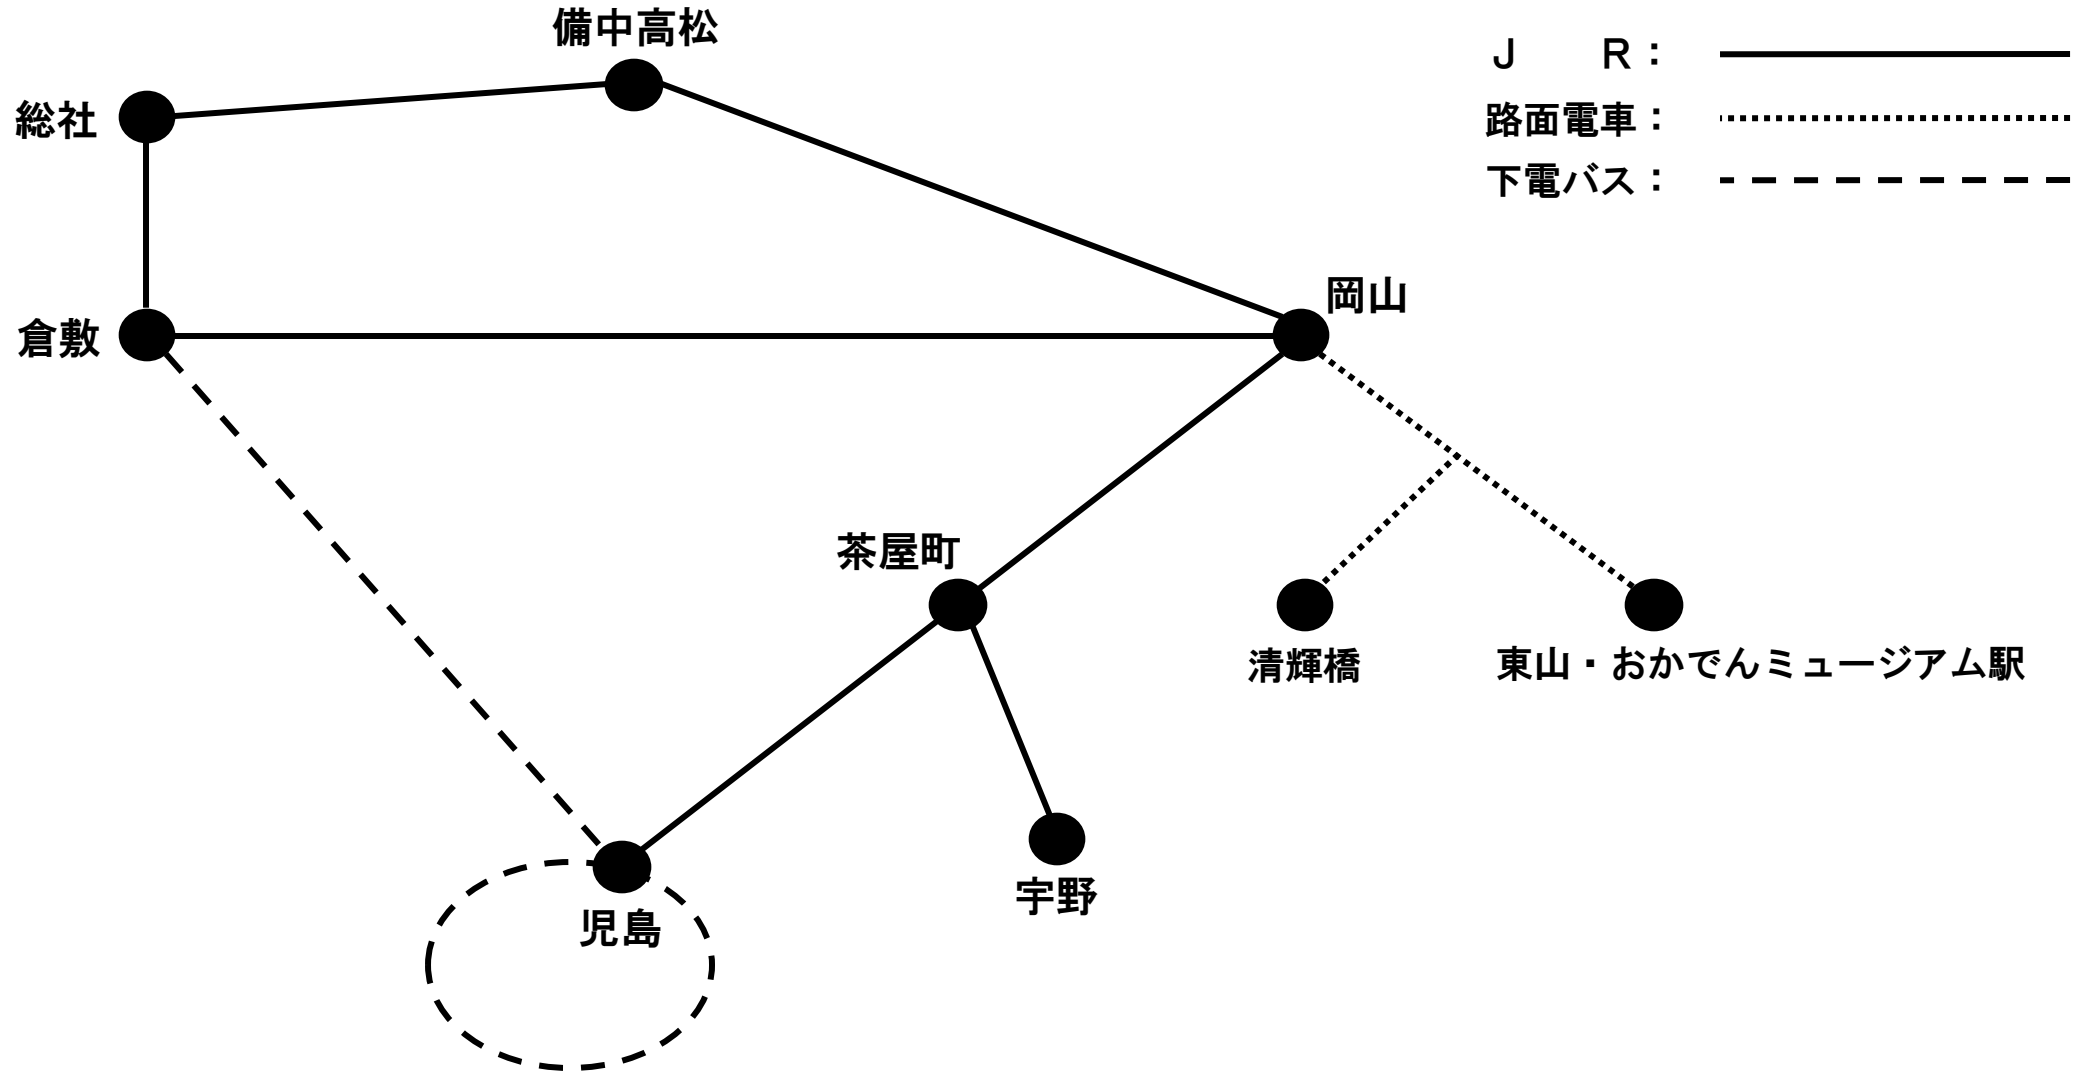 備中高松
総社
倉敷
岡山
茶屋町
清輝橋
東山・おかでんミュージアム駅
宇野
児島
ＪＲ：
路面電車：
下電バス：